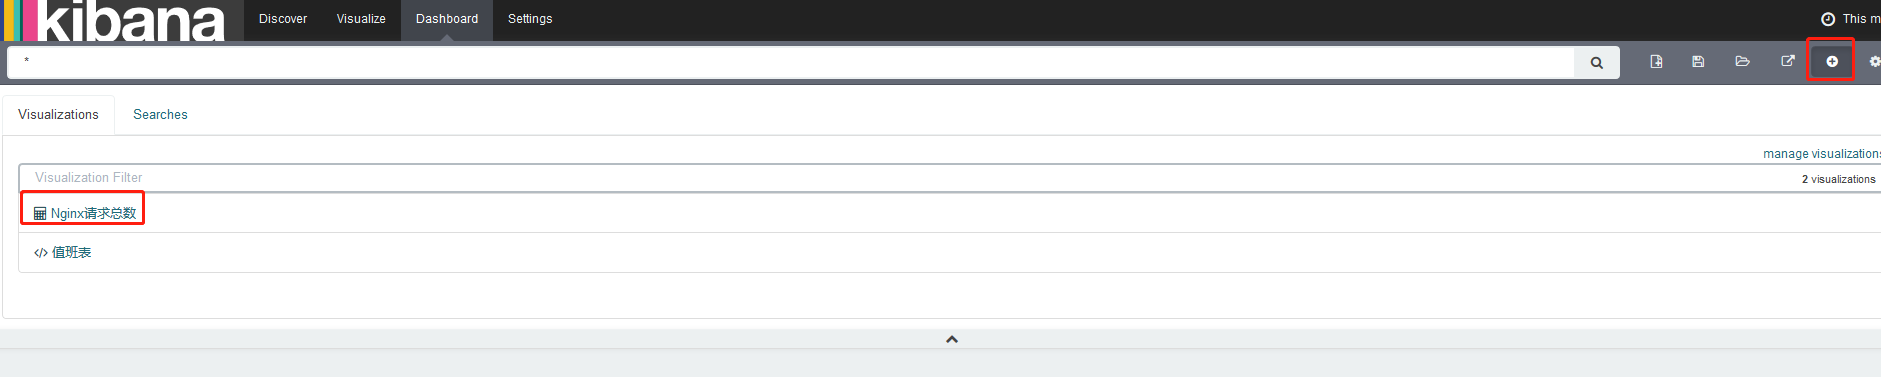 kibana Discover Visualize Dashboard Settings This m
*
Visualizations Searches
manage visualizations
Visualization Filter 2 visualizations
Nginx请求总数
</> 值班表